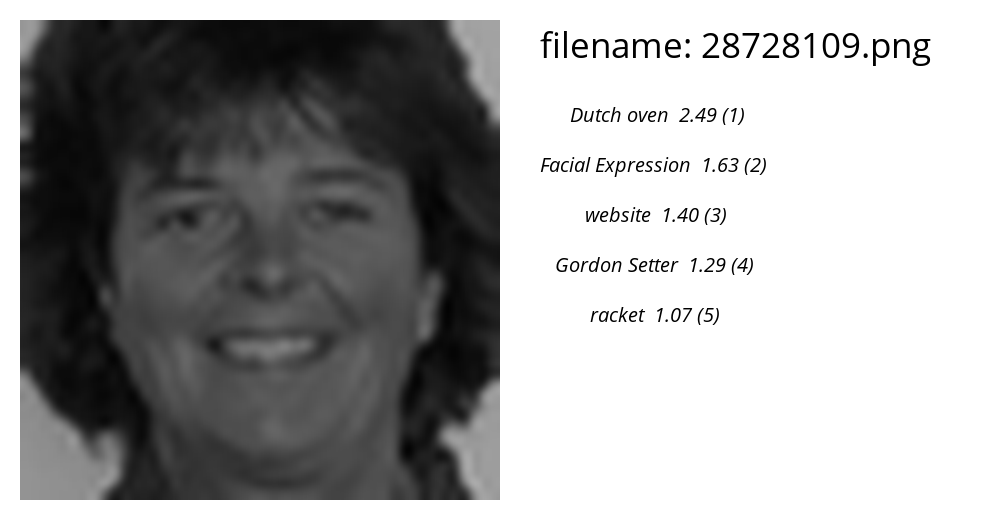 filename: 28728109.png
Dutch oven 2.49 (1)
Facial Expression 1.63 (2)
website 1.40 (3)
Gordon Setter 1.29 (4)
racket 1.07 (5)